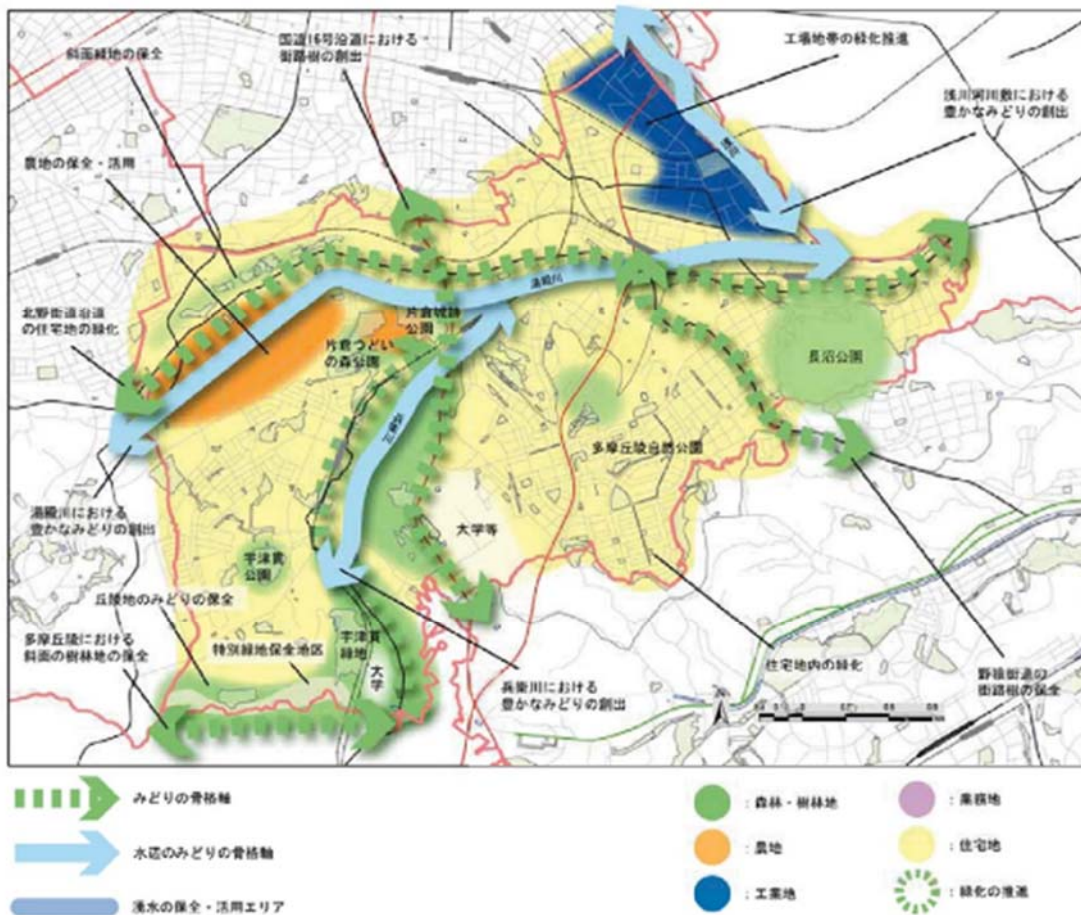 斜面緑地の保全
国道16号沿道における
街路樹の創出
工場地帯の緑化推進
浅川河川敷における
豊かなみどりの創出
農地の保全・活用
北野街道沿道
の住宅地の緑化
湯殿川
片倉城跡
公園
片倉つどい
の森公園
長沼公園
多摩丘陵自然公園
湯殿川における
豊かなみどりの創出
大学等
宇津貫
公園
丘陵地のみどりの保全
多摩丘陵における
斜面の樹林地の保全
特別緑地保全地区
宇津貫
緑地
大学
兵衛川における
豊かなみどりの創出
住宅地内の緑化
野猿街道の
街路樹の保全
みどりの骨格軸
水辺のみどりの骨格軸
湧水の保全・活用エリア
:森林・樹林地
:農地
:工業地
:業務地
:住宅地
:緑化の推進